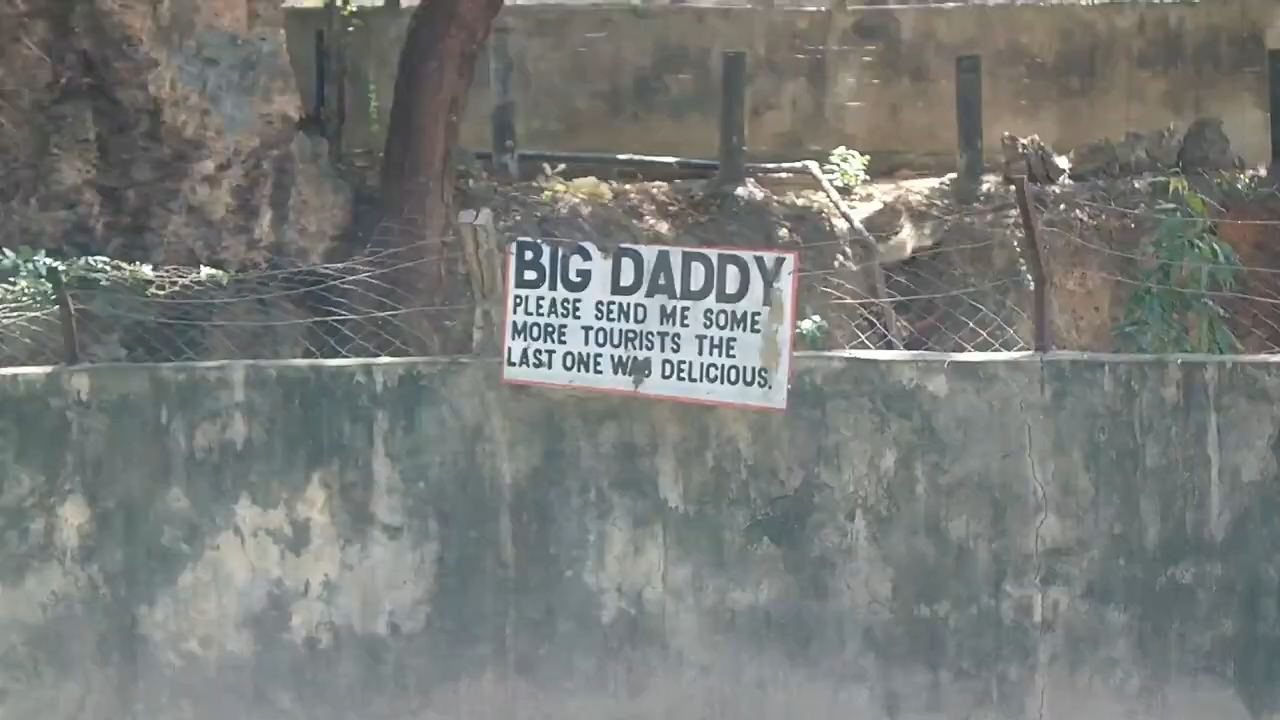 BIG DADDY
PLEASE SEND ME SOME
MORE TOURISTS THE
LAST ONE WAS DELICIOUS.